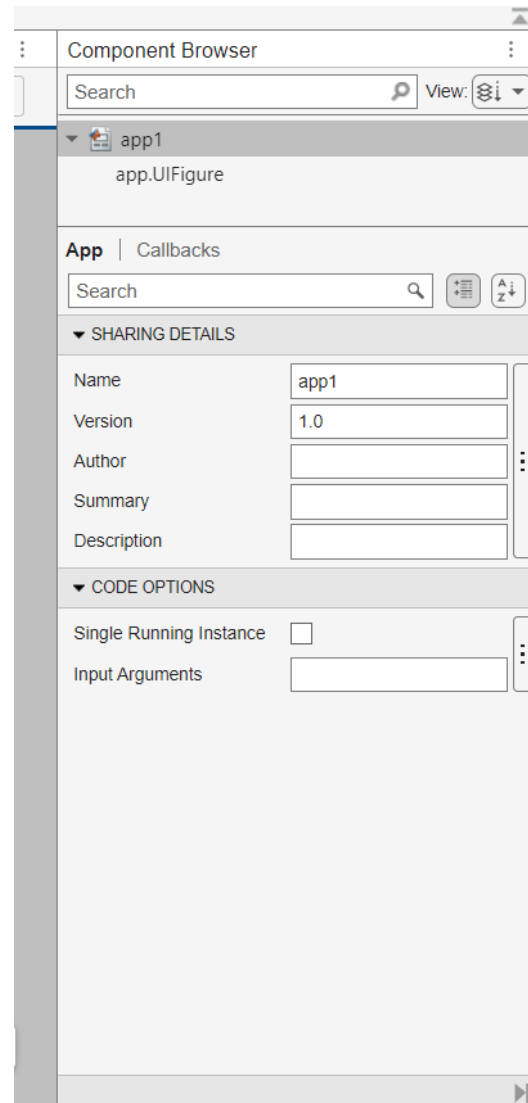 Component Browser
Search View:
app1
app.UIFigure
App | Callbacks
Search A Z
SHARING DETAILS
Name app1
Version 1.0
Author
Summary
Description
CODE OPTIONS
Single Running Instance
Input Arguments